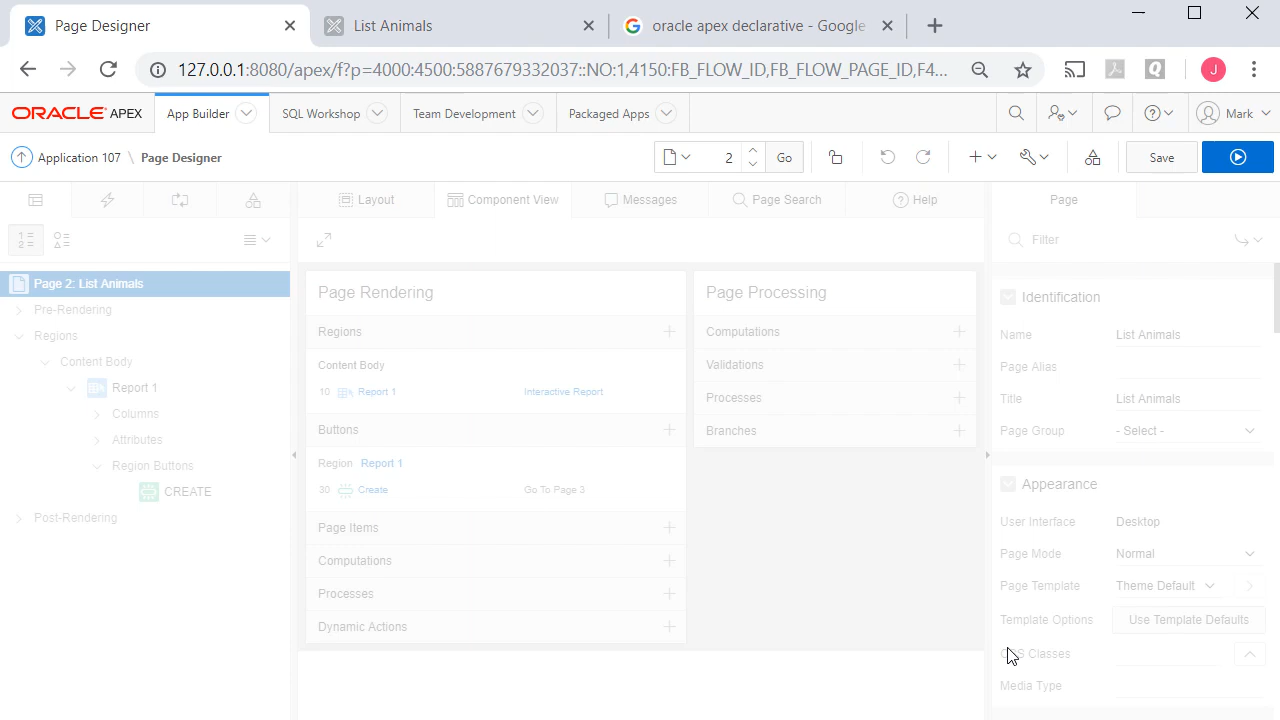 Page Designer
List Animals
oracle apex declarative - Google
127.0.0.1:8080/apex/f?p=4000:4500:5887679332037::NO:1,4150:FB_FLOW_ID,FB_FLOW_PAGE_ID,F4...
J
ORACLE APEX
App Builder
SQL Workshop
Team Development
Packaged Apps
Mark
Application 107 \ Page Designer
2
Go
Save
Layout
Component View
Messages
Page Search
Help
Page
Filter
Page 2: List Animals
Pre-Rendering
Regions
Content Body
Report 1
Columns
Attributes
Region Buttons
CREATE
Post-Rendering
Page Rendering
Regions
Content Body
10 Report 1 Interactive Report
Buttons
Region Report 1
30 Create Go To Page 3
Page Items
Computations
Processes
Dynamic Actions
Page Processing
Computations
Validations
Processes
Branches
Identification
Name List Animals
Page Alias
Title List Animals
Page Group - Select -
Appearance
User Interface Desktop
Page Mode Normal
Page Template Theme Default
Template Options Use Template Defaults
CSS Classes
Media Type